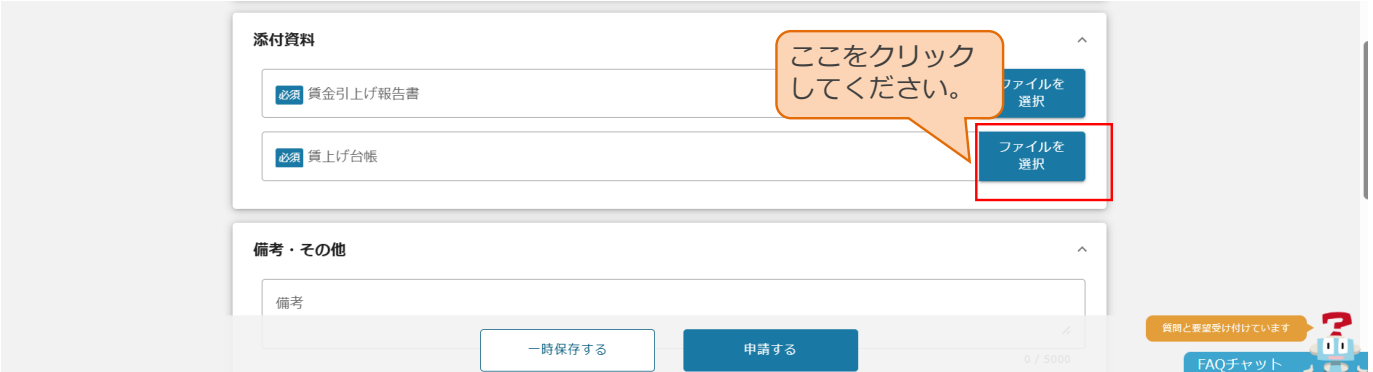 添付資料
ここをクリック
してください。
必須 賃金引上げ報告書
ファイルを
選択
必須 賃上げ台帳
ファイルを
選択
備考・その他
備考
0 / 5000
一時保存する
申請する
質問と要望受け付けています
FAQチャット